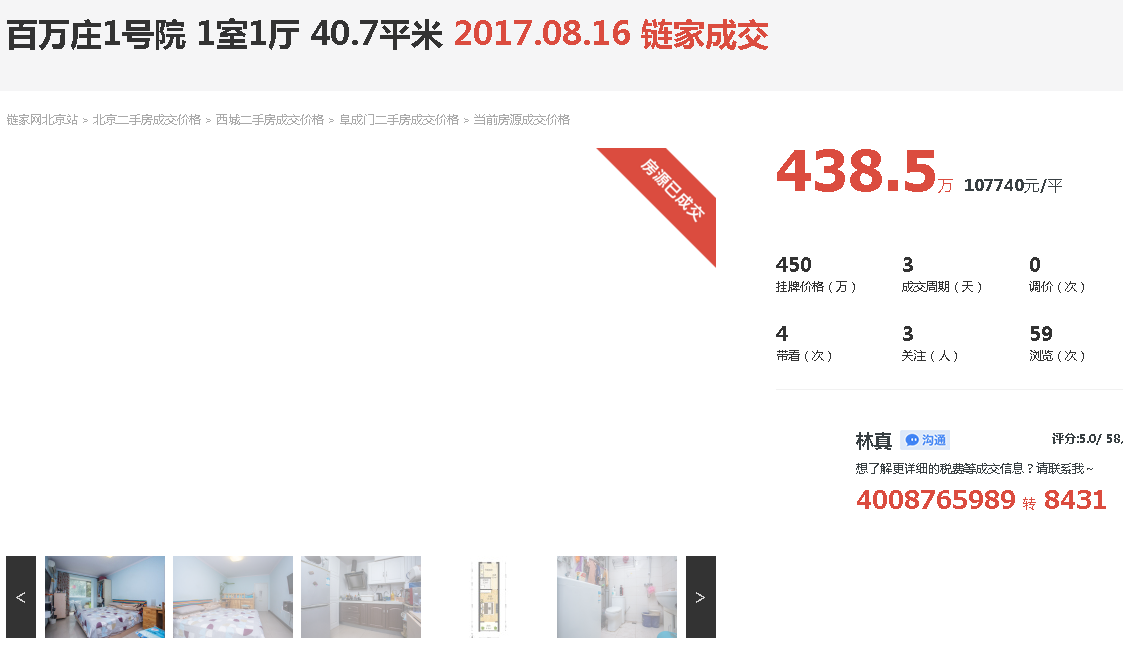 百万庄1号院 1室1厅 40.7平米 2017.08.16 链家成交
链家网北京站 > 北京二手房成交价格 > 西城二手房成交价格 > 阜成门二手房成交价格 > 当前房源成交价格
房源已成交
438.5万 107740元/平
450 3 0
挂牌价格（万） 成交周期（天） 调价（次）
4 3 59
带看（次） 关注（人） 浏览（次）
林真 沟通 评分:5.0/ 58
想了解更详细的税费等成交信息？请联系我~
4008765989 转 8431
< >